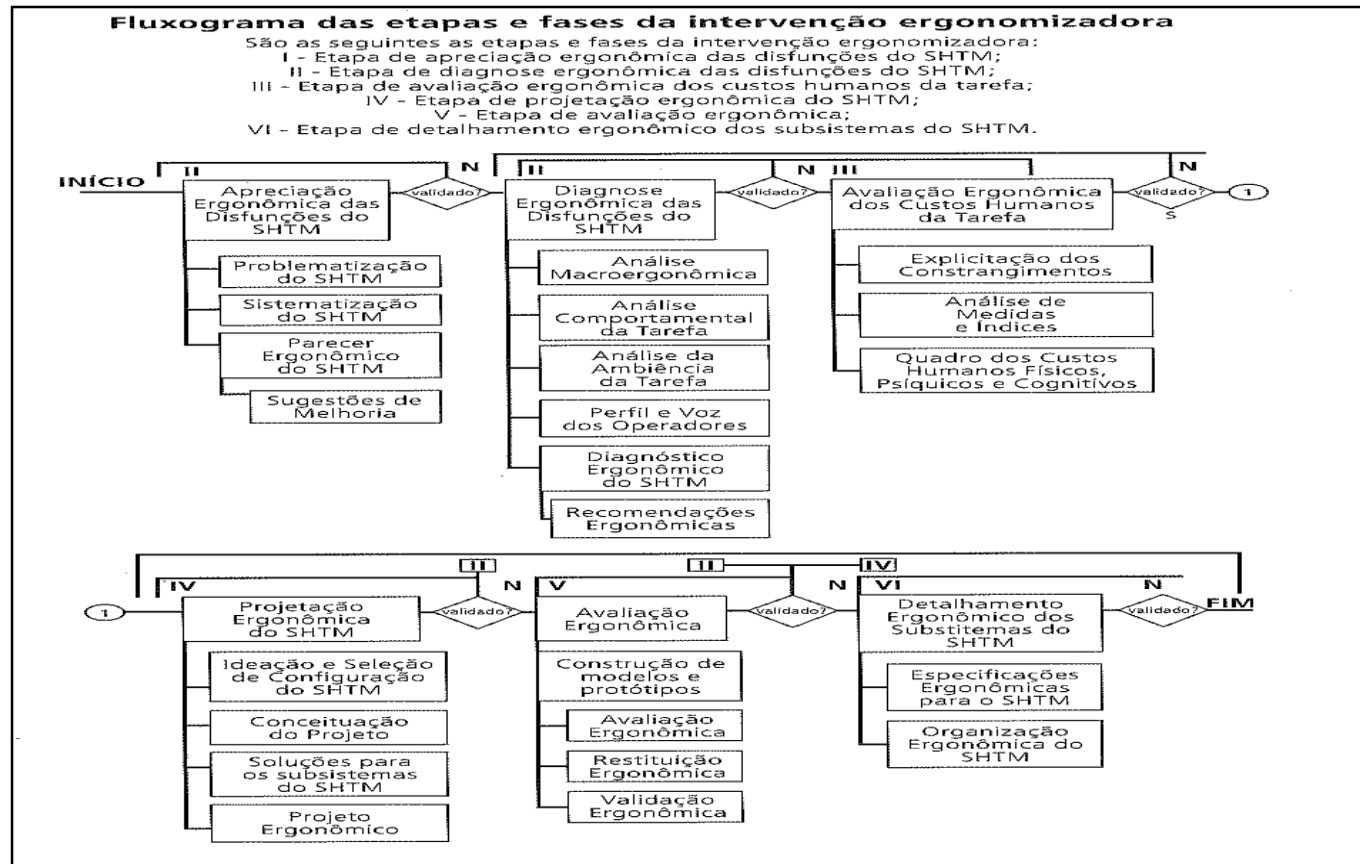 Fluxograma das etapas e fases da intervenção ergonomizadora
São as seguintes as etapas e fases da intervenção ergonomizadora:
I - Etapa de apreciação ergonômica das disfunções do SHTM;
II - Etapa de diagnose ergonômica das disfunções do SHTM;
III - Etapa de avaliação ergonômica dos custos humanos da tarefa;
IV - Etapa de projetação ergonômica do SHTM;
V - Etapa de avaliação ergonômica;
VI - Etapa de detalhamento ergonômico dos subsistemas do SHTM.
INÍCIO
II
Apreciação
Ergonômica das
Disfunções do
SHTM
validado?
N
Problematização
do SHTM
Sistematização
do SHTM
Parecer
Ergonômico
do SHTM
Sugestões de
Melhoria
II
Diagnose
Ergonômica das
Disfunções do
SHTM
validado?
N
Análise
Macroergonômica
Análise
Comportamental
da Tarefa
Análise da
Ambiência
da Tarefa
Perfil e Voz
dos Operadores
Diagnóstico
Ergonômico
do SHTM
Recomendações
Ergonômicas
III
Avaliação Ergonômica
dos Custos Humanos
da Tarefa
validado?
N
S
1
Explicitação dos
Constrangimentos
Análise de
Medidas
e Índices
Quadro dos Custos
Humanos Físicos,
Psíquicos e Cognitivos
1
IV
Projetação
Ergonômica
do SHTM
II
validado?
N
Ideação e Seleção
de Configuração
do SHTM
Conceituação
do Projeto
Soluções para
os subsistemas
do SHTM
Projeto
Ergonômico
V
Avaliação
Ergonômica
II
IV
validado?
N
Construção de
modelos e
protótipos
Avaliação
Ergonômica
Restituição
Ergonômica
Validação
Ergonômica
VI
Detalhamento
Ergonômico dos
Substitemas do
SHTM
validado?
N
FIM
Especificações
Ergonômicas
para o SHTM
Organização
Ergonômica do
SHTM